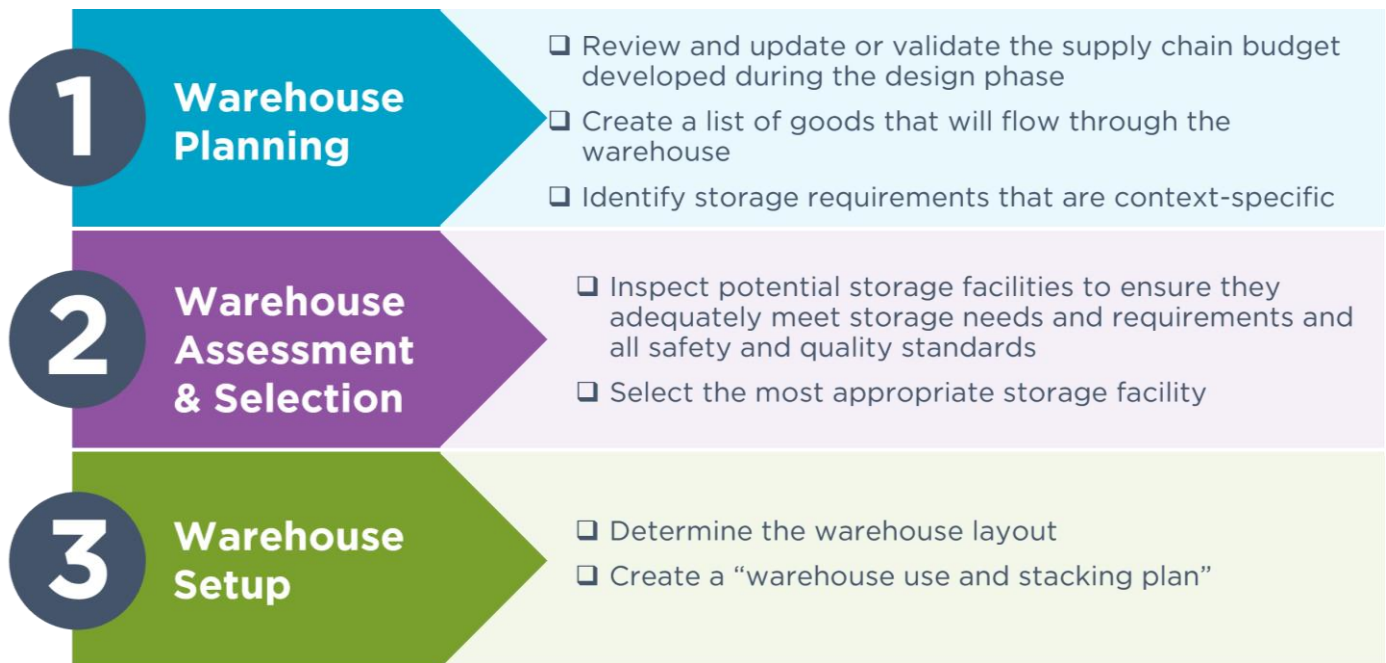 1
Warehouse
Planning
❑ Review and update or validate the supply chain budget
developed during the design phase
❑ Create a list of goods that will flow through the
warehouse
❑ Identify storage requirements that are context-specific
2
Warehouse
Assessment
& Selection
❑ Inspect potential storage facilities to ensure they
adequately meet storage needs and requirements and
all safety and quality standards
❑ Select the most appropriate storage facility
3
Warehouse
Setup
❑ Determine the warehouse layout
❑ Create a “warehouse use and stacking plan”